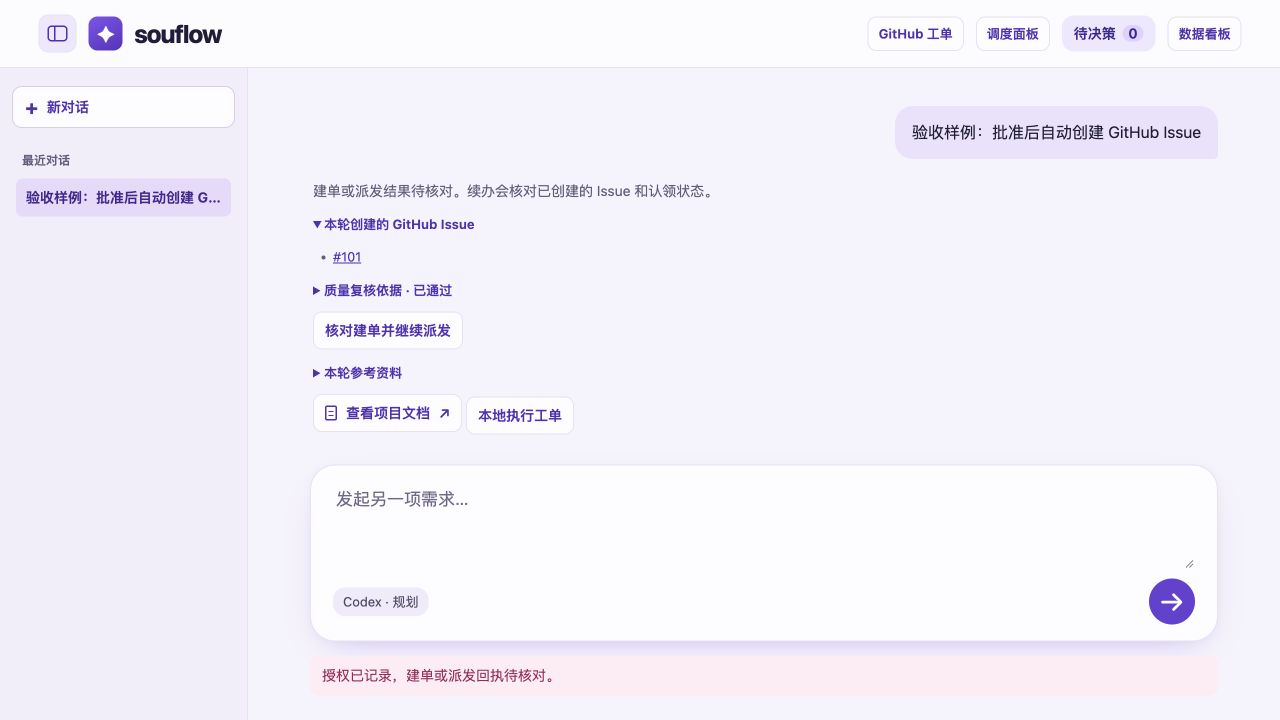 souflow
GitHub 工单
调度面板
待决策 0
数据看板
+ 新对话
最近对话
验收样例：批准后自动创建 G...
验收样例：批准后自动创建 GitHub Issue
建单或派发结果待核对。续办会核对已创建的 Issue 和认领状态。
▼本轮创建的 GitHub Issue
• #101
▶ 质量复核依据 · 已通过
核对建单并继续派发
▶ 本轮参考资料
查看项目文档 ↗
本地执行工单
发起另一项需求...
Codex · 规划
授权已记录，建单或派发回执待核对。